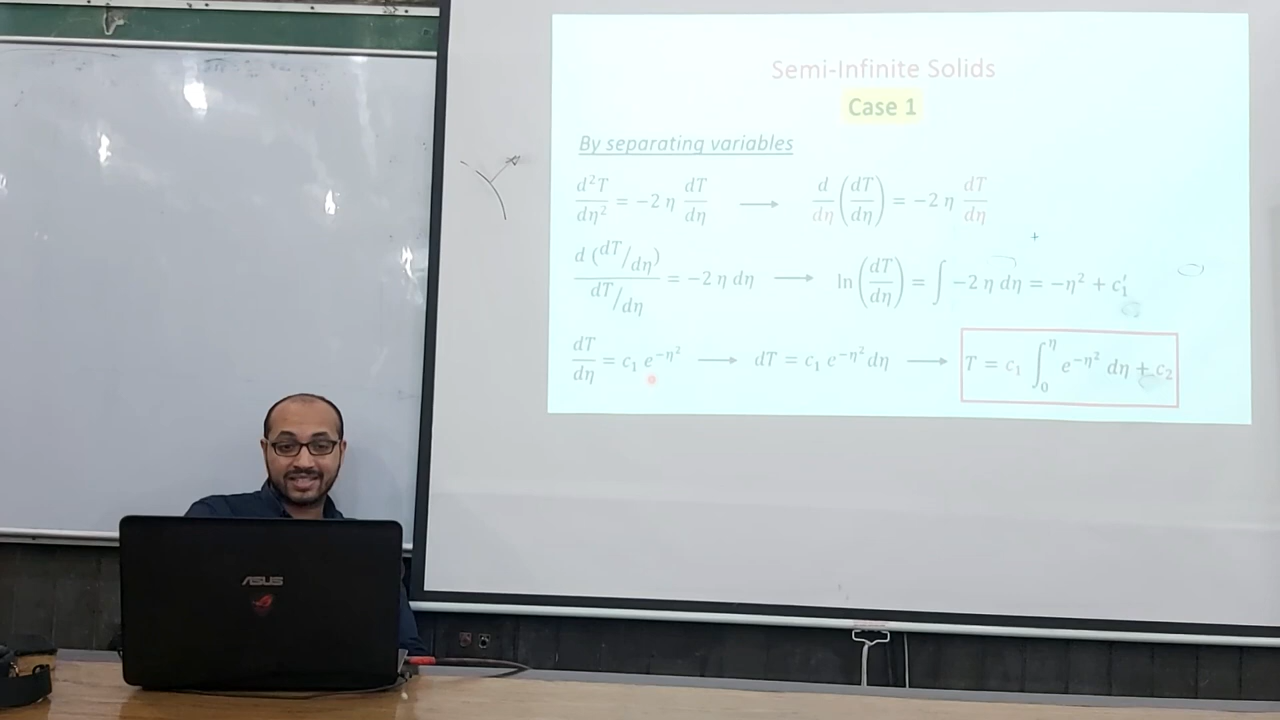 Semi-Infinite Solids
Case 1
By separating variables
d²T/dη² = −2 η dT/dη → d/dη (dT/dη) = −2 η dT/dη
d (dT/dη) / dT/dη = −2 η dη → ln (dT/dη) = ∫ −2 η dη = −η² + c₁′
dT/dη = c₁ e^(−η²) → dT = c₁ e^(−η²) dη → T = c₁ ∫₀^η e^(−η²) dη + c₂
ASUS